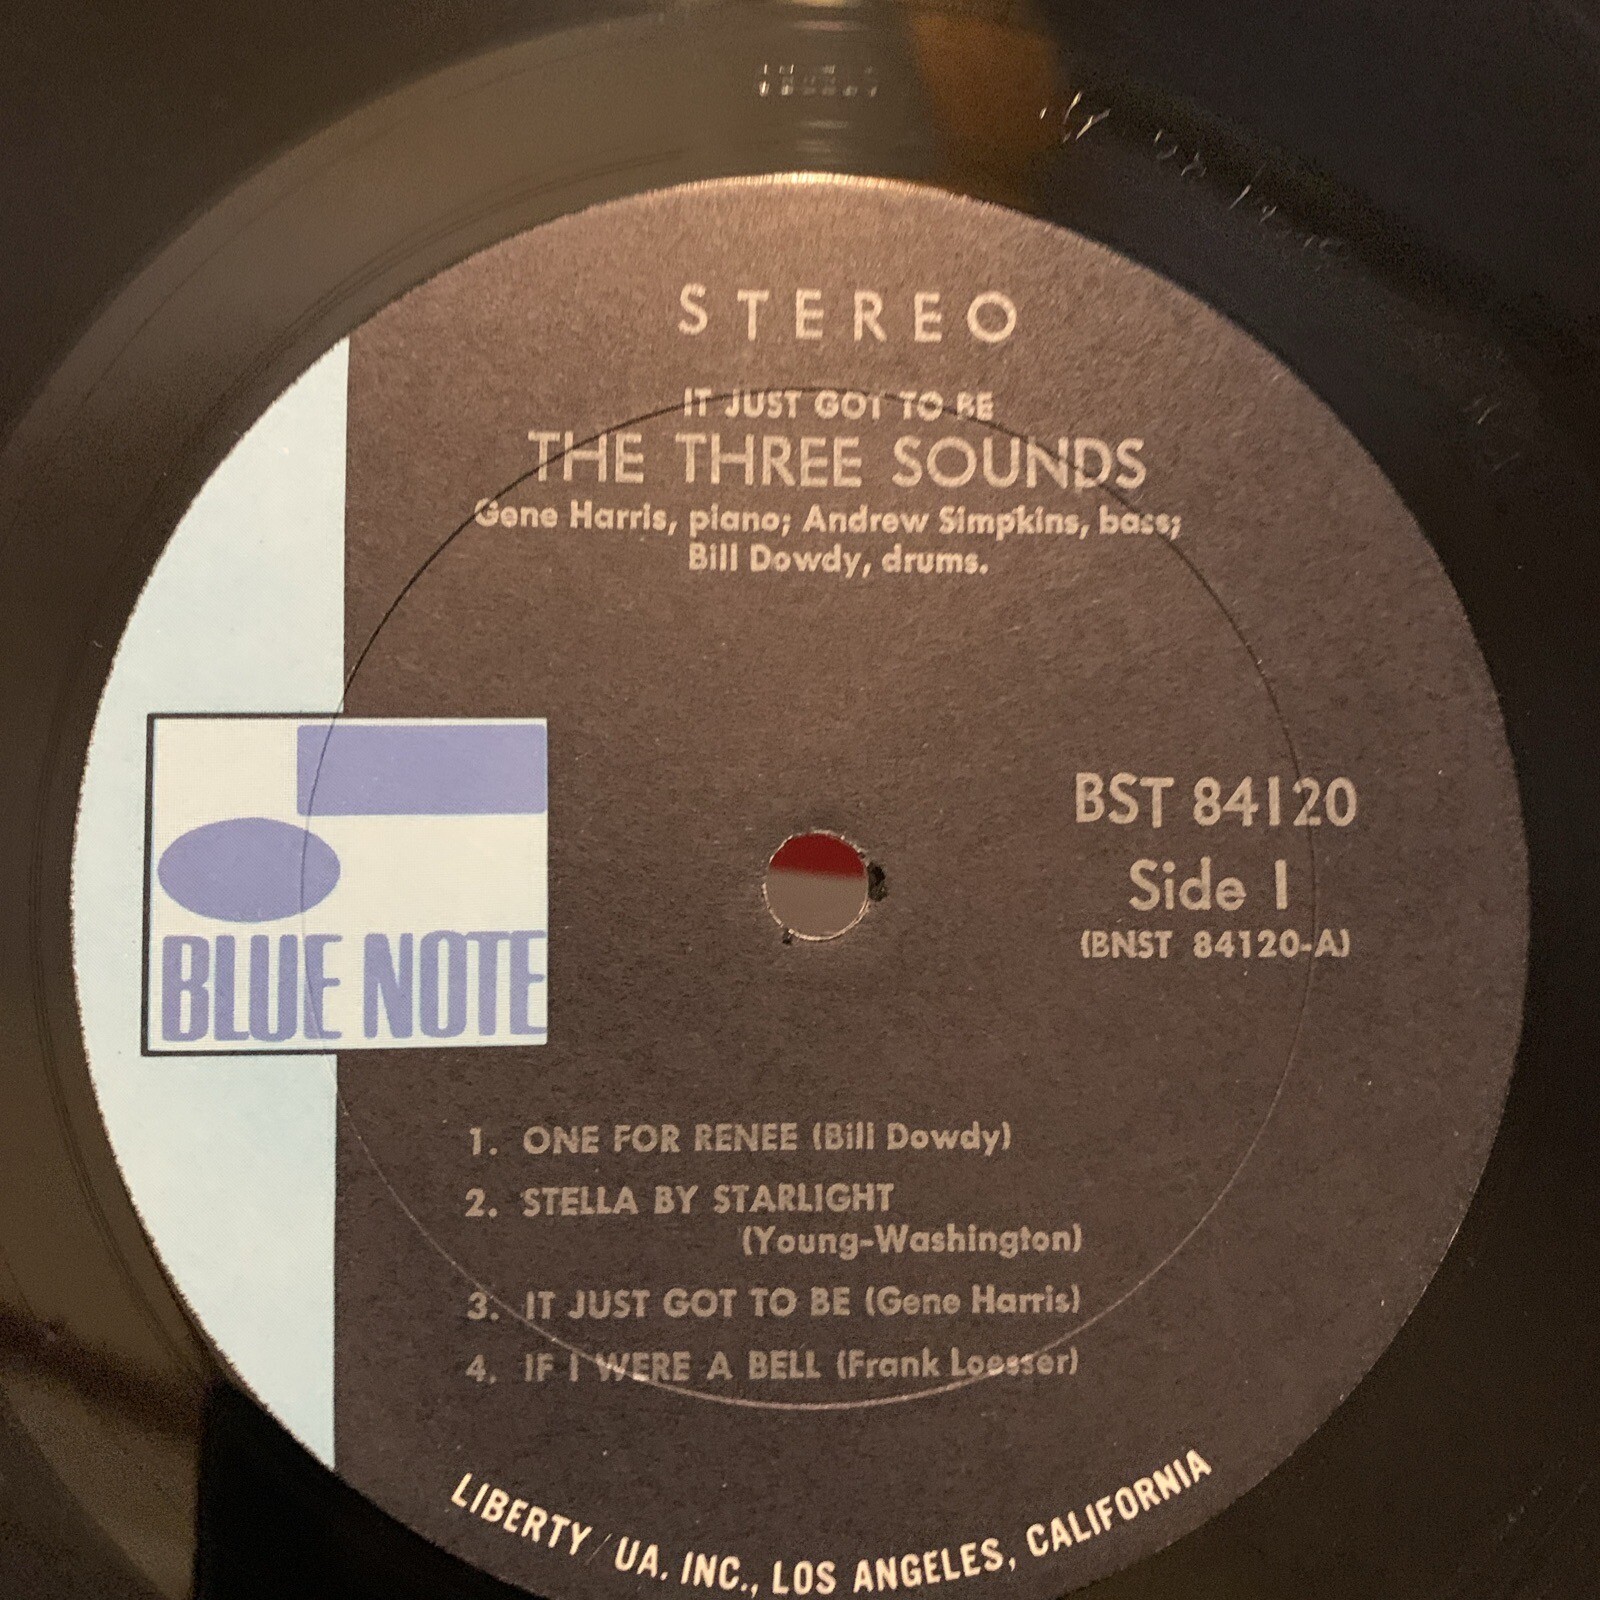 STEREO
IT JUST GOT TO BE
THE THREE SOUNDS
Gene Harris, piano; Andrew Simpkins, bass;
Bill Dowdy, drums.
BLUE NOTE
BST 84120
Side 1
(BNST 84120-A)
1. ONE FOR RENEE (Bill Dowdy)
2. STELLA BY STARLIGHT
(Young-Washington)
3. IT JUST GOT TO BE (Gene Harris)
4. IF I WERE A BELL (Frank Loesser)
LIBERTY/UA. INC., LOS ANGELES, CALIFORNIA